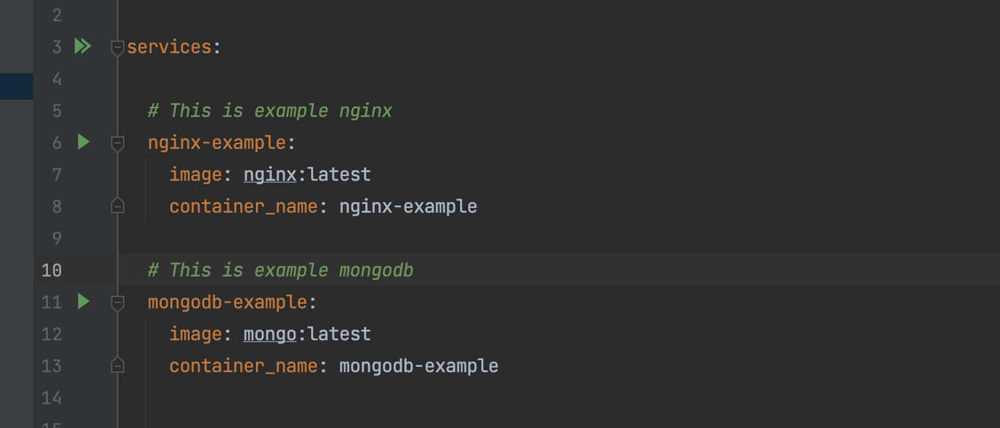 2
3 services:
4
5 # This is example nginx
6 nginx-example:
7 image: nginx:latest
8 container_name: nginx-example
9
10 # This is example mongodb
11 mongodb-example:
12 image: mongo:latest
13 container_name: mongodb-example
14
15